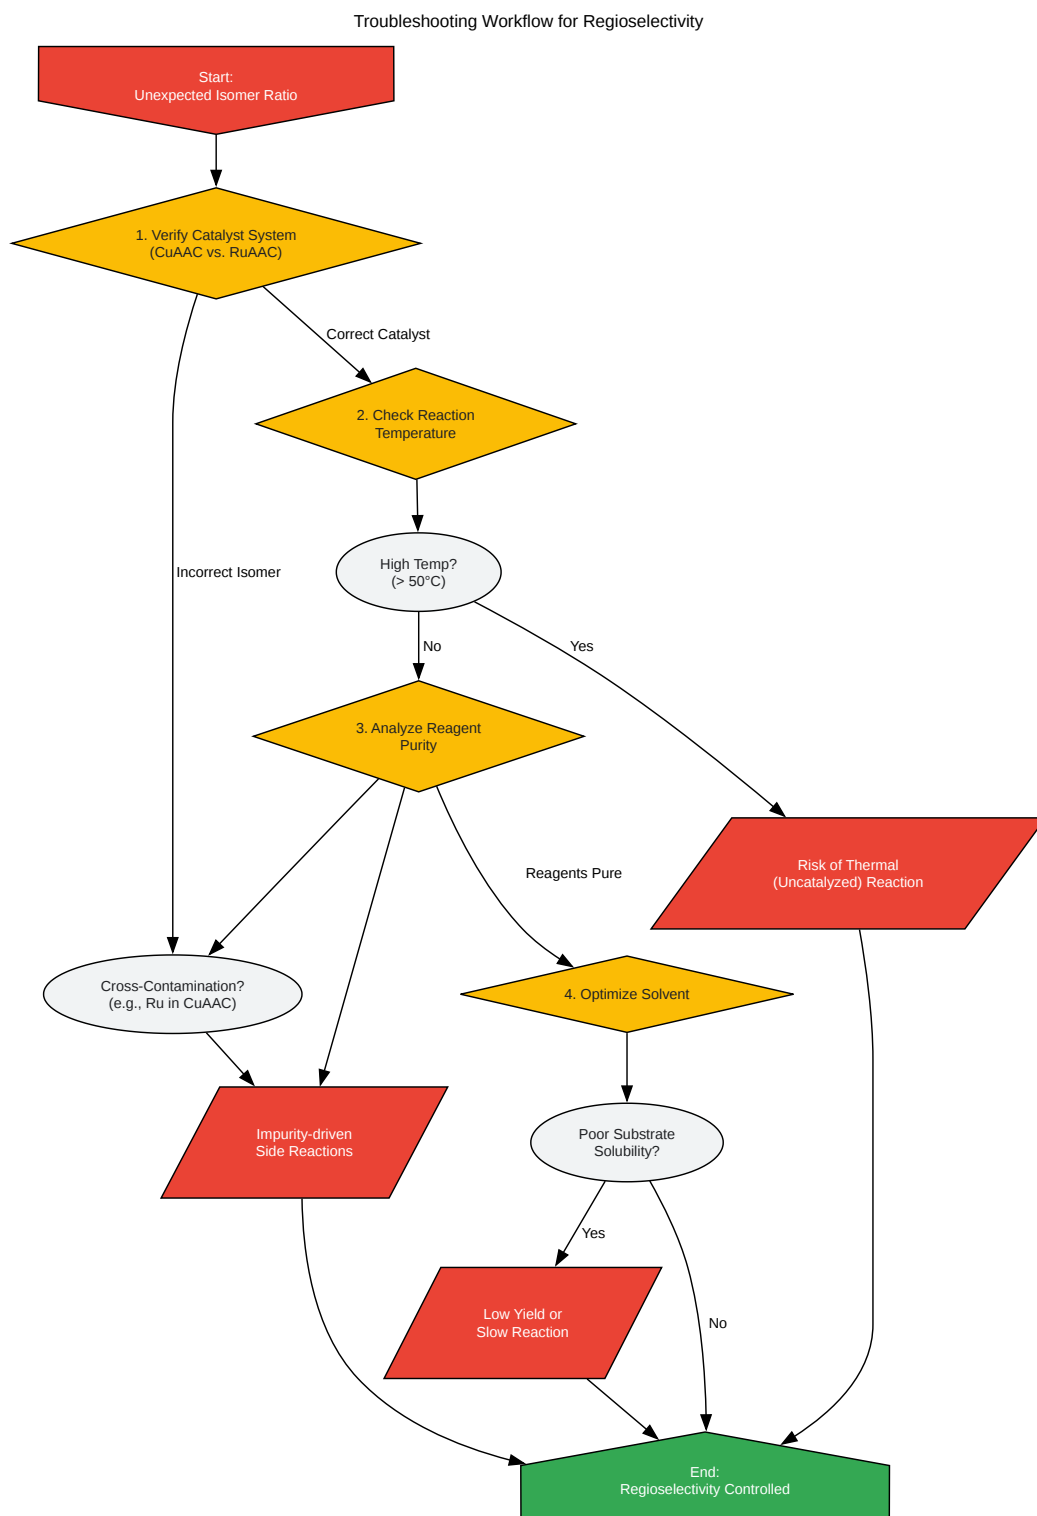 Troubleshooting Workflow for Regioselectivity
Start:
Unexpected Isomer Ratio
1. Verify Catalyst System
(CuAAC vs. RuAAC)
Correct Catalyst
2. Check Reaction
Temperature
High Temp?
(> 50°C)
Incorrect Isomer
No
Yes
3. Analyze Reagent
Purity
Risk of Thermal
(Uncatalyzed) Reaction
Reagents Pure
Cross-Contamination?
(e.g., Ru in CuAAC)
4. Optimize Solvent
Impurity-driven
Side Reactions
Poor Substrate
Solubility?
Yes
Low Yield or
Slow Reaction
No
End:
Regioselectivity Controlled